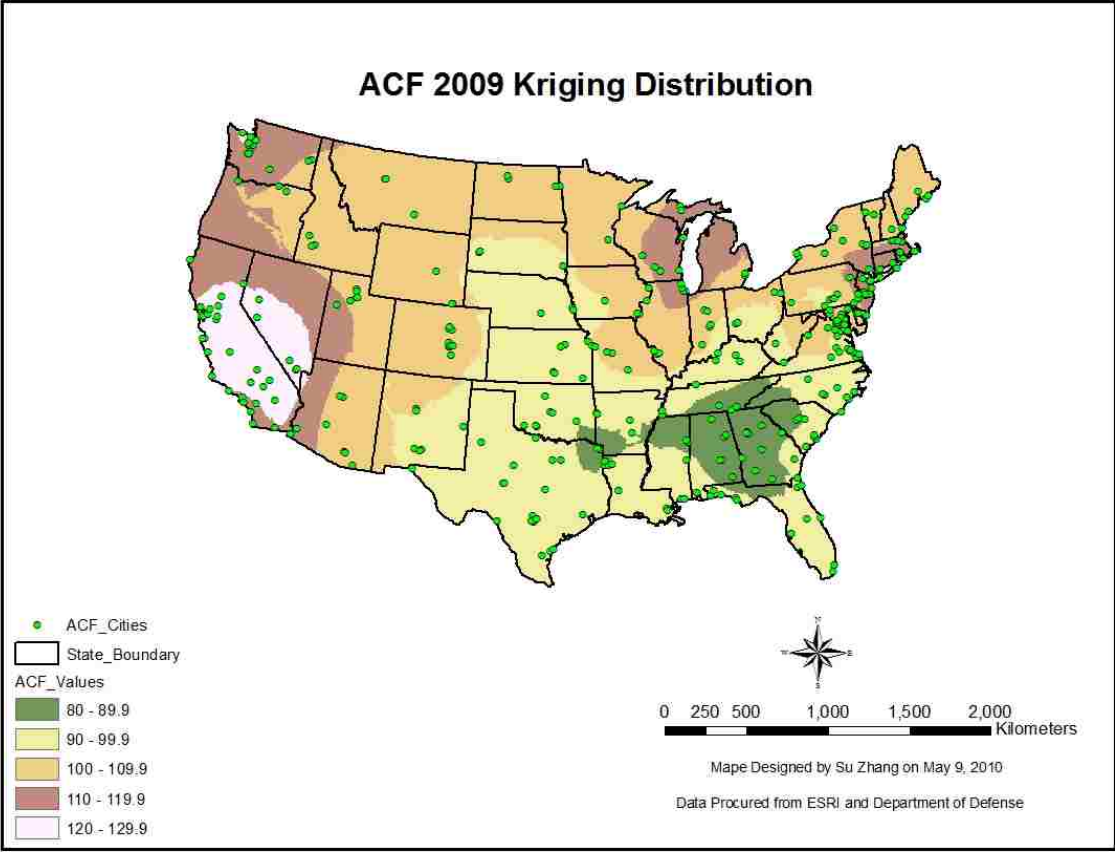 ACF 2009 Kriging Distribution
ACF_Cities
State_Boundary
ACF_Values
80 - 89.9
90 - 99.9
100 - 109.9
110 - 119.9
120 - 129.9
N
W E
S
0 250 500 1,000 1,500 2,000
Kilometers
Mape Designed by Su Zhang on May 9, 2010
Data Procured from ESRI and Department of Defense